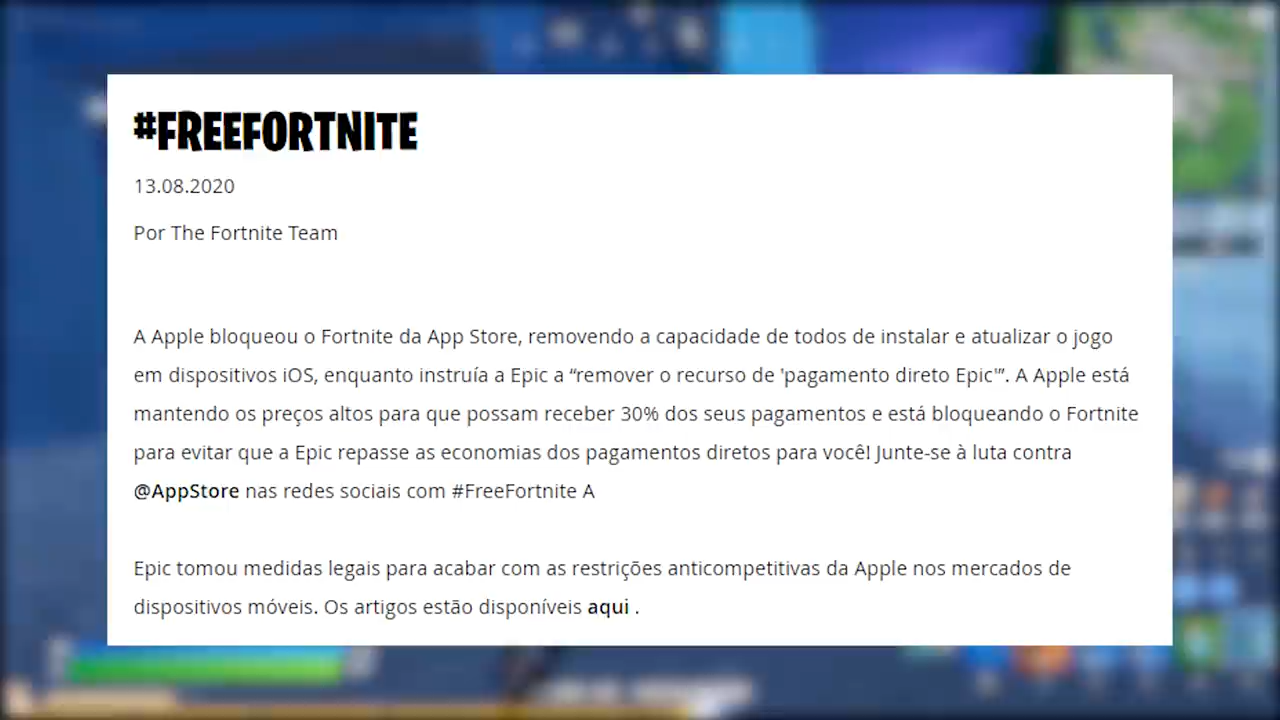 #FREEFORTNITE
13.08.2020
Por The Fortnite Team
A Apple bloqueou o Fortnite da App Store, removendo a capacidade de todos de instalar e atualizar o jogo
em dispositivos iOS, enquanto instruía a Epic a “remover o recurso de 'pagamento direto Epic'”. A Apple está
mantendo os preços altos para que possam receber 30% dos seus pagamentos e está bloqueando o Fortnite
para evitar que a Epic repasse as economias dos pagamentos diretos para você! Junte-se à luta contra
@AppStore nas redes sociais com #FreeFortnite A
Epic tomou medidas legais para acabar com as restrições anticompetitivas da Apple nos mercados de
dispositivos móveis. Os artigos estão disponíveis aqui .